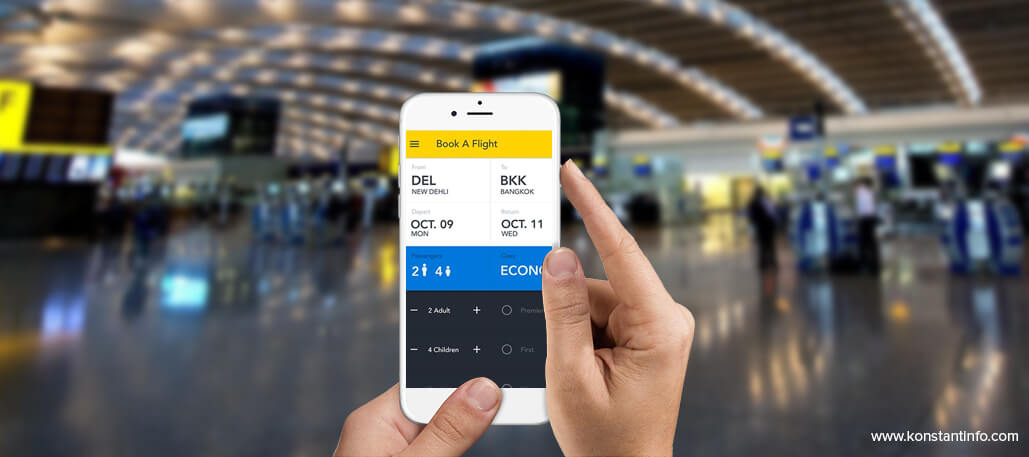 Book A Flight
From
To
DEL
BKK
NEW DEHLI
BANGKOK
Depart
Return
OCT. 09
OCT. 11
MON
WED
Passengers
Class
2 4
ECONO
2 Adult
Premier
4 Children
First
www.konstantinfo.com